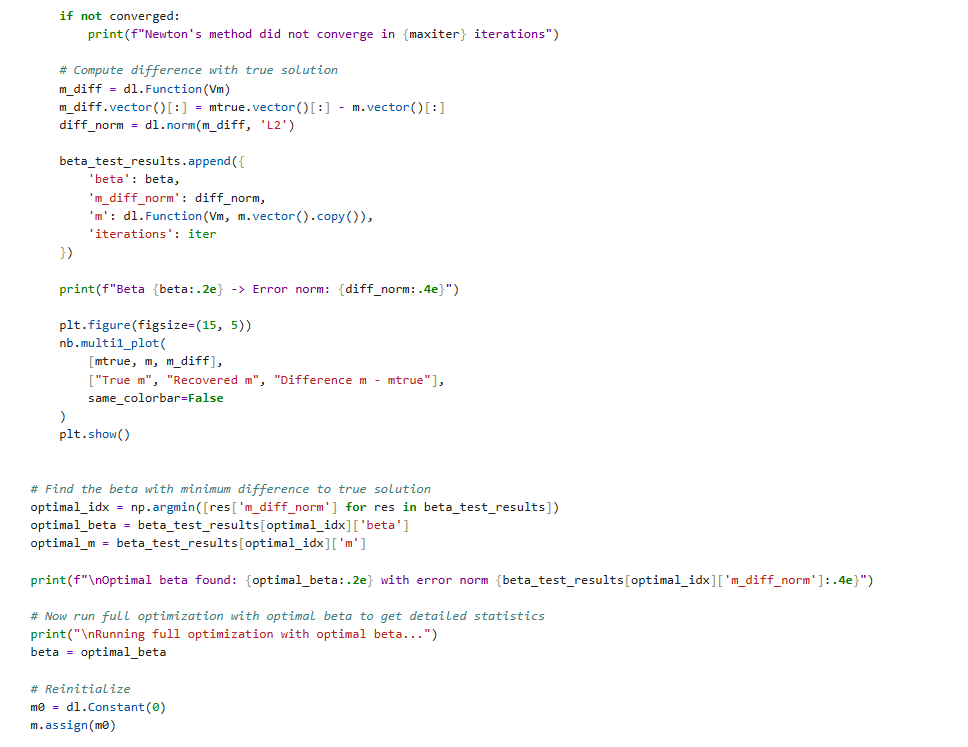 if not converged:
    print(f"Newton's method did not converge in {maxiter} iterations")
# Compute difference with true solution
m_diff = dl.Function(Vm)
m_diff.vector()[:] = mtrue.vector()[:] - m.vector()[:]
diff_norm = dl.norm(m_diff, 'L2')
beta_test_results.append({
    'beta': beta,
    'm_diff_norm': diff_norm,
    'm': dl.Function(Vm, m.vector().copy()),
    'iterations': iter
})
print(f"Beta {beta:.2e} -> Error norm: {diff_norm:.4e}")
plt.figure(figsize=(15, 5))
nb.multi1_plot(
    [mtrue, m, m_diff],
    ["True m", "Recovered m", "Difference m - mtrue"],
    same_colorbar=False
)
plt.show()
# Find the beta with minimum difference to true solution
optimal_idx = np.argmin([res['m_diff_norm'] for res in beta_test_results])
optimal_beta = beta_test_results[optimal_idx]['beta']
optimal_m = beta_test_results[optimal_idx]['m']
print(f"\nOptimal beta found: {optimal_beta:.2e} with error norm {beta_test_results[optimal_idx]['m_diff_norm']:.4e}")
# Now run full optimization with optimal beta to get detailed statistics
print("\nRunning full optimization with optimal beta...")
beta = optimal_beta
# Reinitialize
m0 = dl.Constant(0)
m.assign(m0)